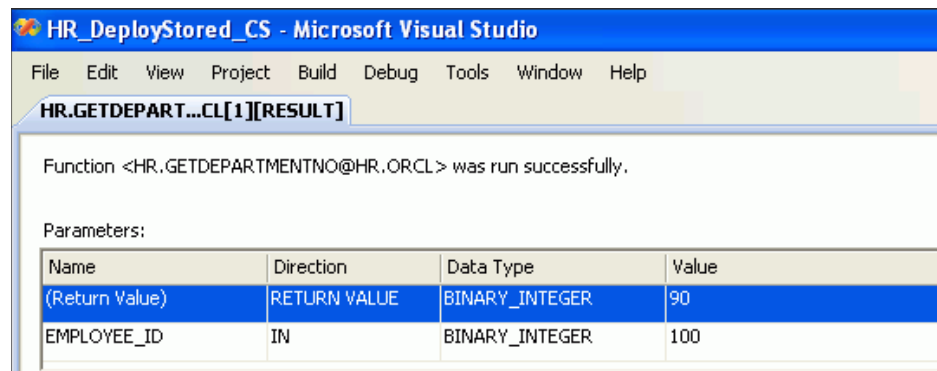 HR_DeployStored_CS - Microsoft Visual Studio
File Edit View Project Build Debug Tools Window Help
HR.GETDEPART...CL[1][RESULT]
Function <HR.GETDEPARTMENTNO@HR.ORCL> was run successfully.
Parameters:
Name Direction Data Type Value
(Return Value) RETURN VALUE BINARY_INTEGER 90
EMPLOYEE_ID IN BINARY_INTEGER 100